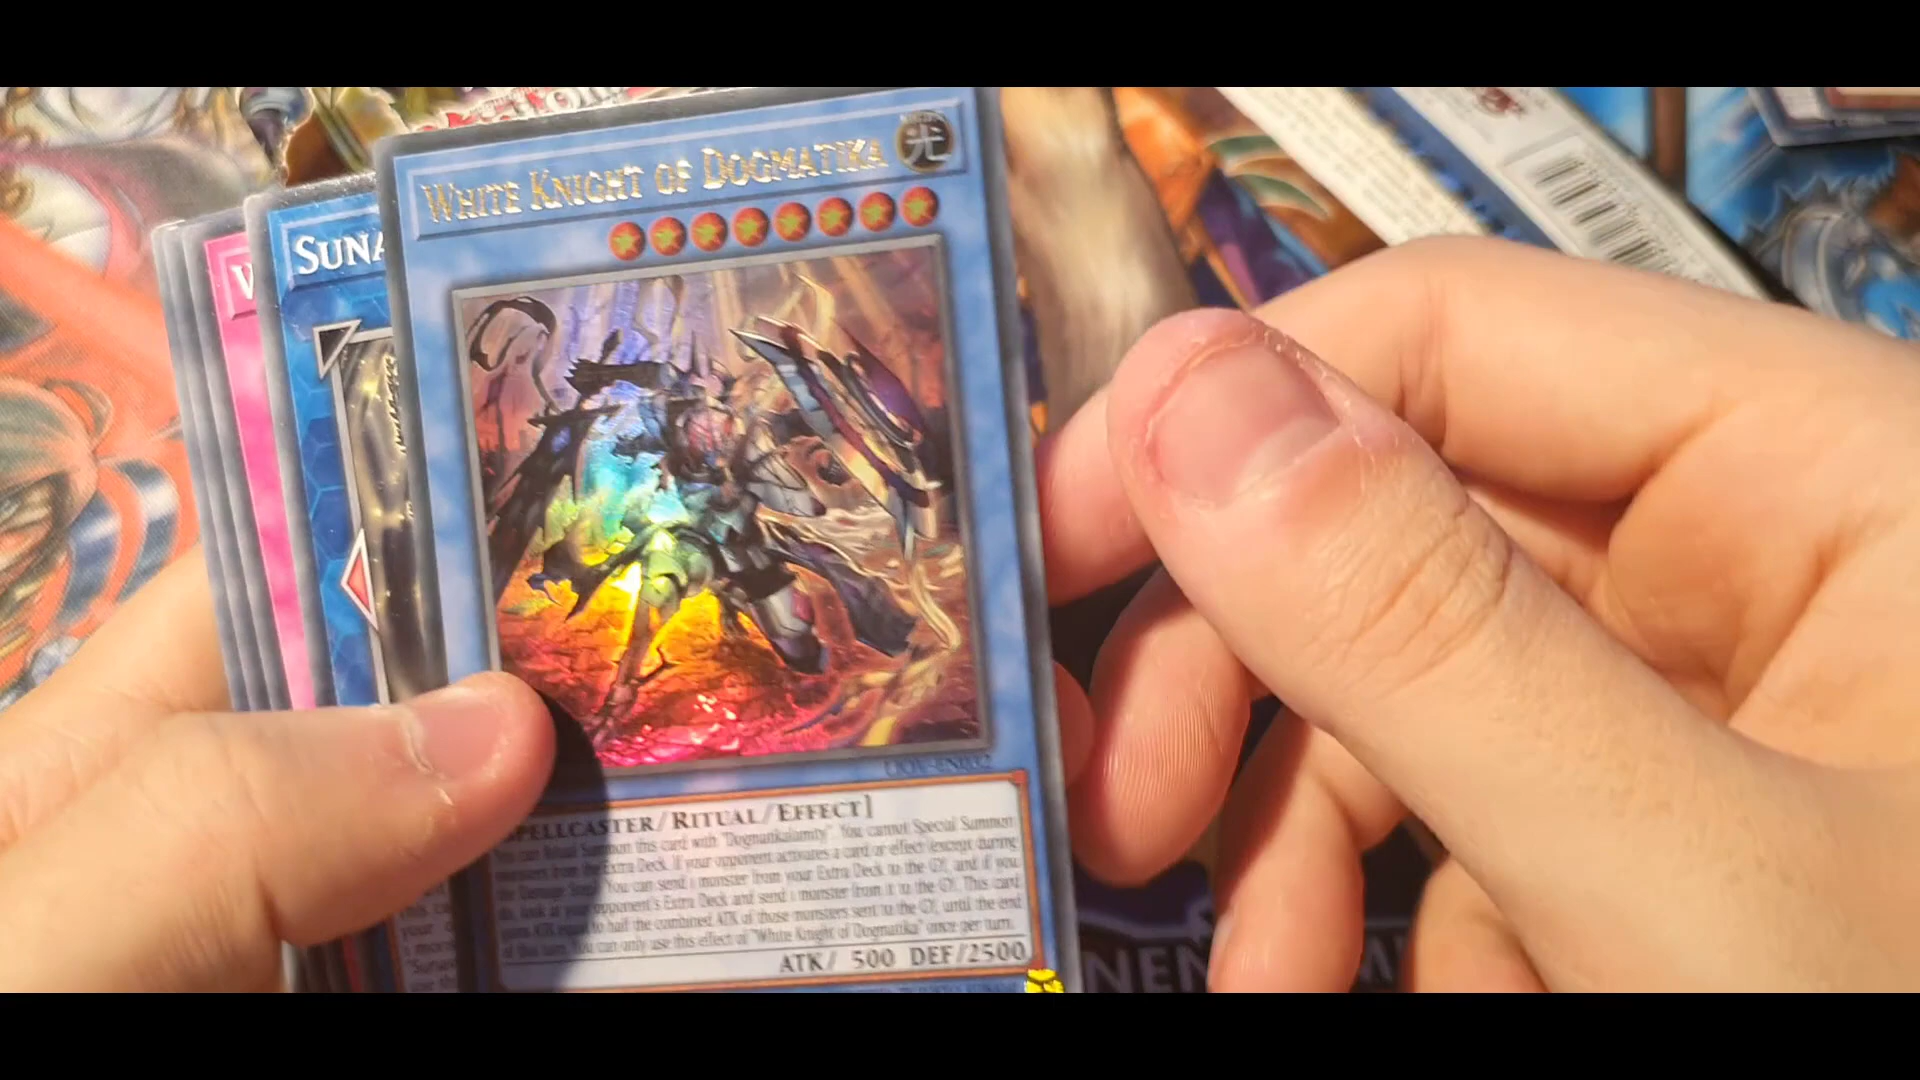 WHITE KNIGHT OF DOGMATIKA
光
SUNA
V
LIOV-EN032
SPELLCASTER/RITUAL/EFFECT]
You can Ritual Summon this card with "Dogmatikalamity". You cannot Special Summon
monsters from the Extra Deck. If your opponent activates a card or effect (except during
the Damage Step): You can send 1 monster from your Extra Deck to the GY, and if you
do, look at your opponent's Extra Deck and send 1 monster from it to the GY. This card
gains ATK equal to half the combined ATK of those monsters sent to the GY, until the end
of this turn. You can only use this effect of "White Knight of Dogmatika" once per turn.
ATK/ 500 DEF/2500
NEN